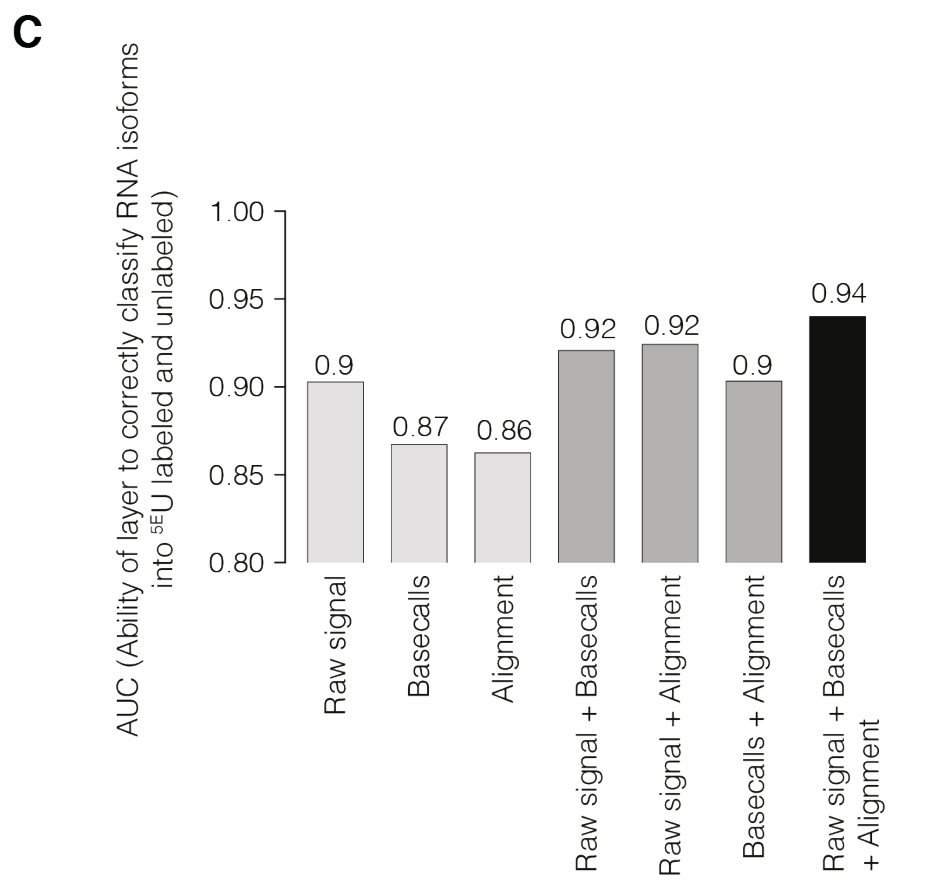 C
AUC (Ability of layer to correctly classify RNA isoforms
into ⁵ᴱU labeled and unlabeled)
1.00
0.95
0.90
0.85
0.80
0.9
0.87
0.86
0.92
0.92
0.9
0.94
Raw signal
Basecalls
Alignment
Raw signal + Basecalls
Raw signal + Alignment
Basecalls + Alignment
Raw signal + Basecalls
+ Alignment